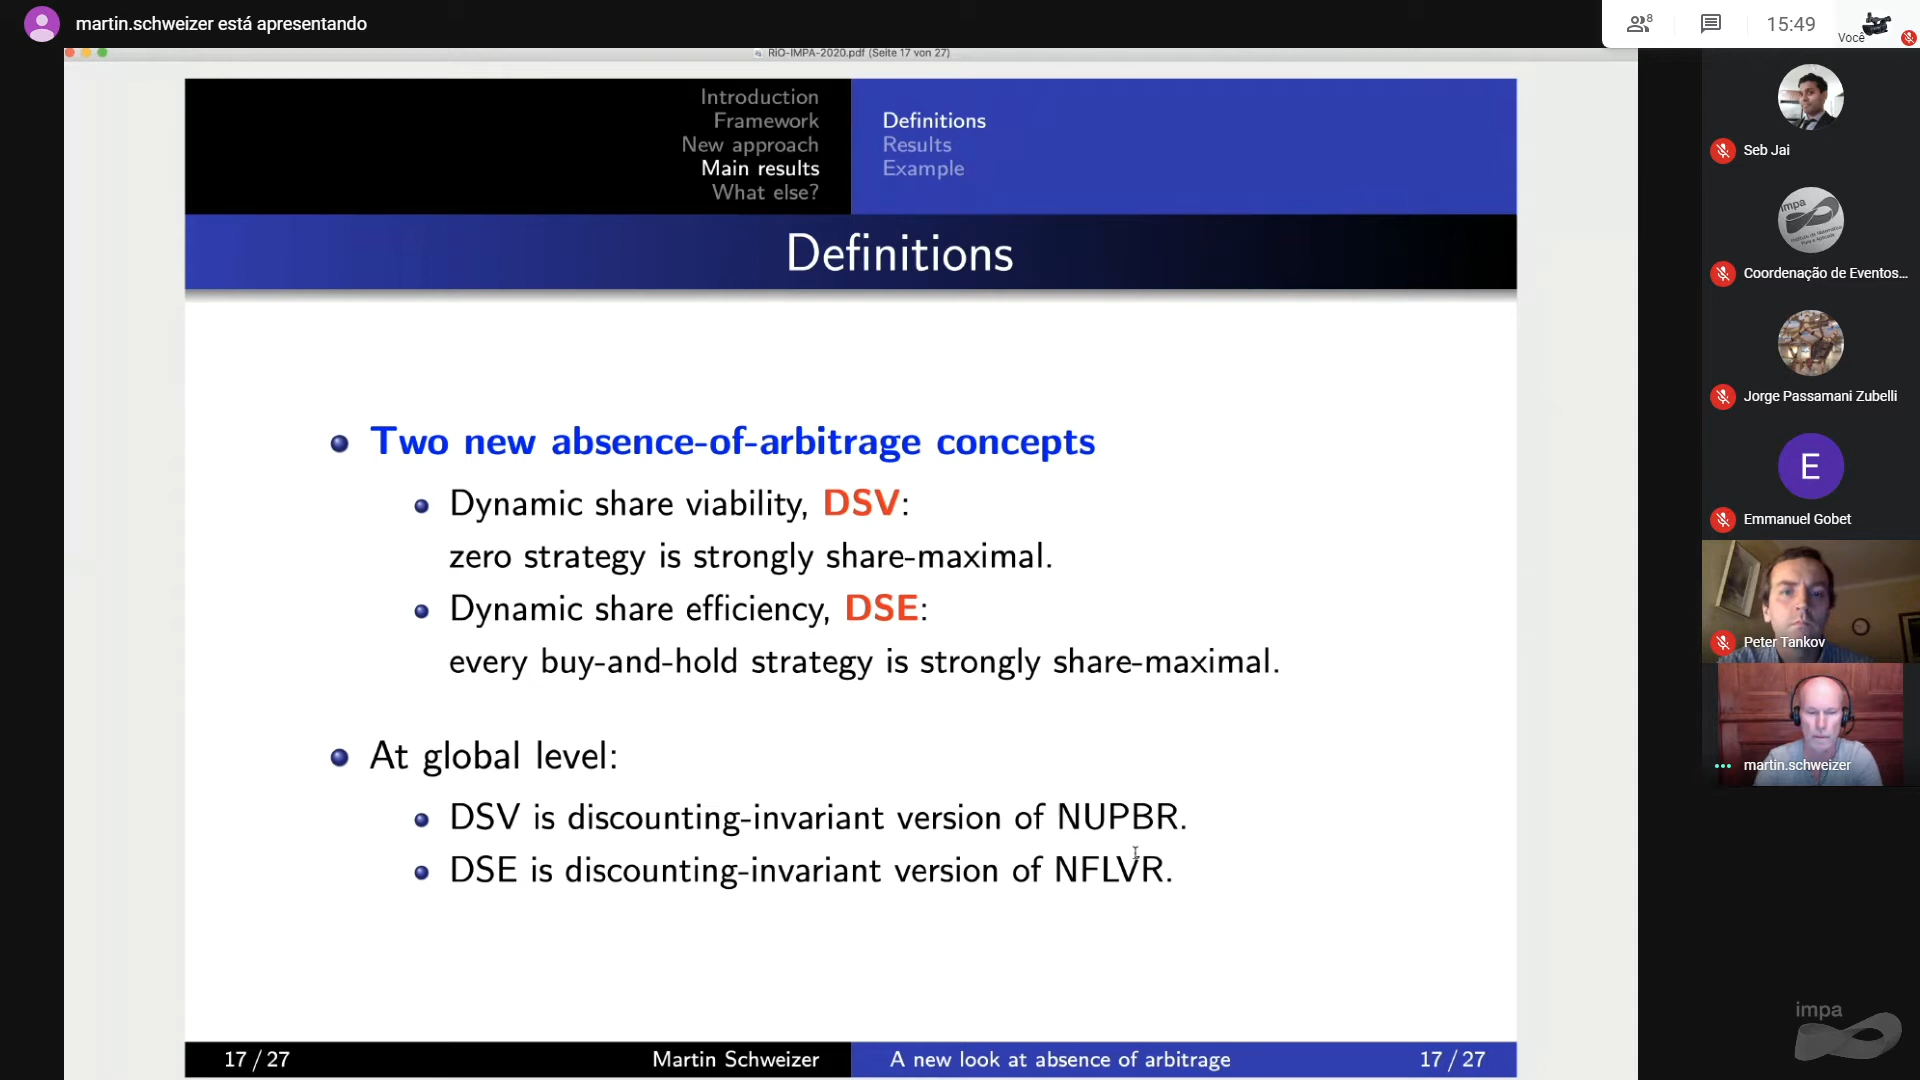 martin.schweizer está apresentando
8
15:49
Você
RiO-IMPA-2020.pdf (Seite 17 von 27)
Introduction
Framework
New approach
Main results
What else?
Definitions
Results
Example
Definitions
Two new absence-of-arbitrage concepts
Dynamic share viability, DSV:
zero strategy is strongly share-maximal.
Dynamic share efficiency, DSE:
every buy-and-hold strategy is strongly share-maximal.
At global level:
DSV is discounting-invariant version of NUPBR.
DSE is discounting-invariant version of NFLVR.
17 / 27
Martin Schweizer
A new look at absence of arbitrage
17 / 27
Seb Jai
impa
Coordenação de Eventos...
Jorge Passamani Zubelli
E
Emmanuel Gobet
Peter Tankov
martin.schweizer
impa